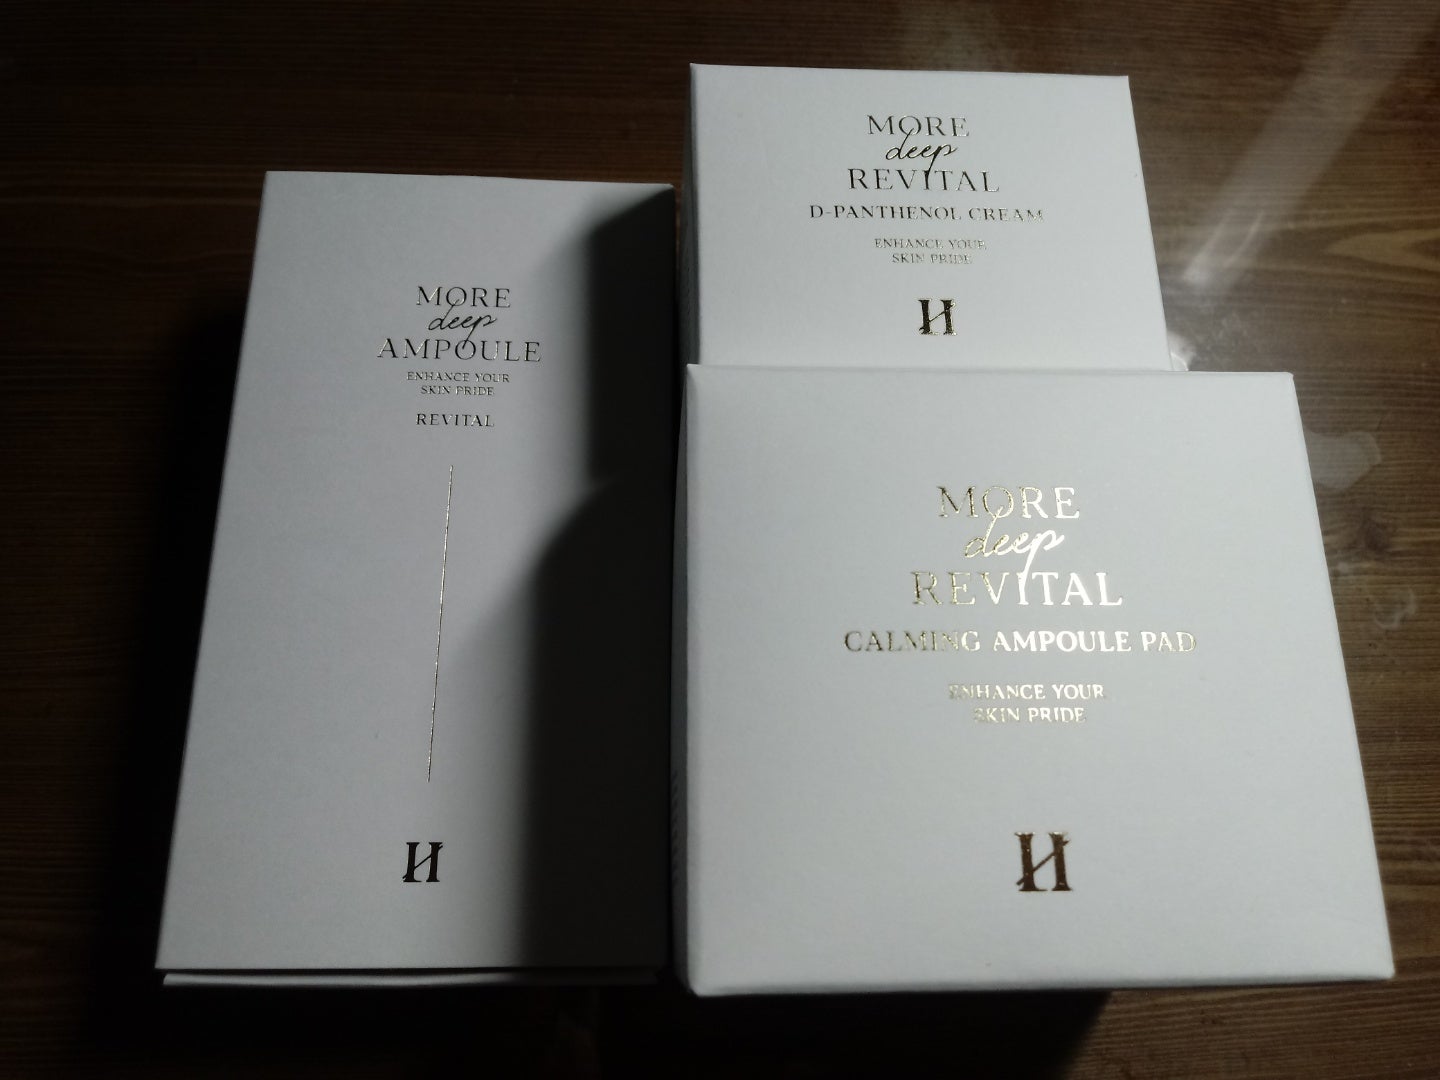 MORE
deep
AMPOULE
ENHANCE YOUR
SKIN PRIDE
REVITAL
H
MORE
deep
REVITAL
D-PANTHENOL CREAM
ENHANCE YOUR
SKIN PRIDE
H
MORE
deep
REVITAL
CALMING AMPOULE PAD
ENHANCE YOUR
SKIN PRIDE
H